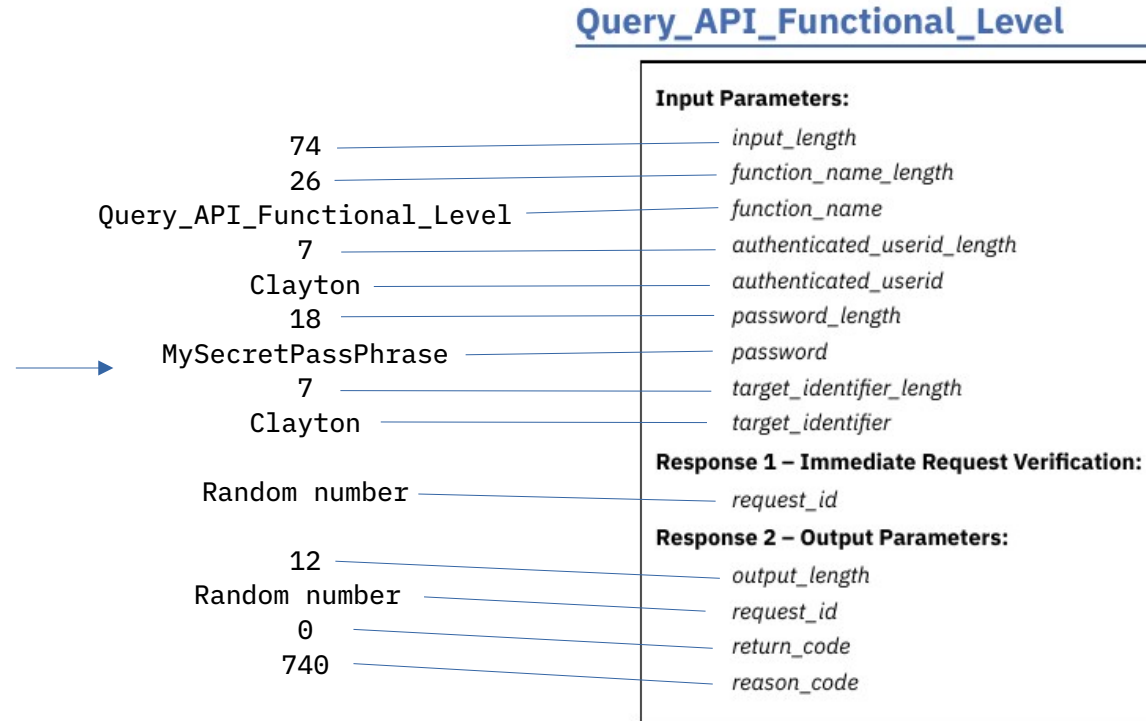 Query_API_Functional_Level
Input Parameters:
74 input_length
26 function_name_length
Query_API_Functional_Level function_name
7 authenticated_userid_length
Clayton authenticated_userid
18 password_length
MySecretPassPhrase password
7 target_identifier_length
Clayton target_identifier
Response 1 – Immediate Request Verification:
Random number request_id
Response 2 – Output Parameters:
12 output_length
Random number request_id
0 return_code
740 reason_code